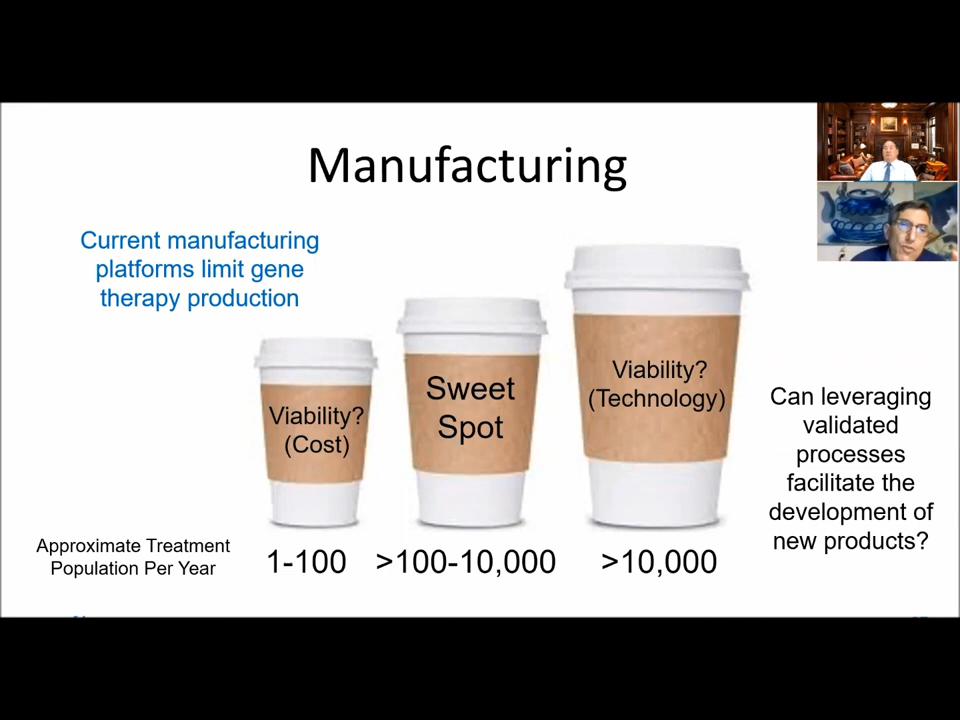 Manufacturing
Current manufacturing
platforms limit gene
therapy production
Viability?
(Cost)
Sweet
Spot
Viability?
(Technology)
Can leveraging
validated
processes
facilitate the
development of
new products?
Approximate Treatment
Population Per Year
1-100
>100-10,000
>10,000